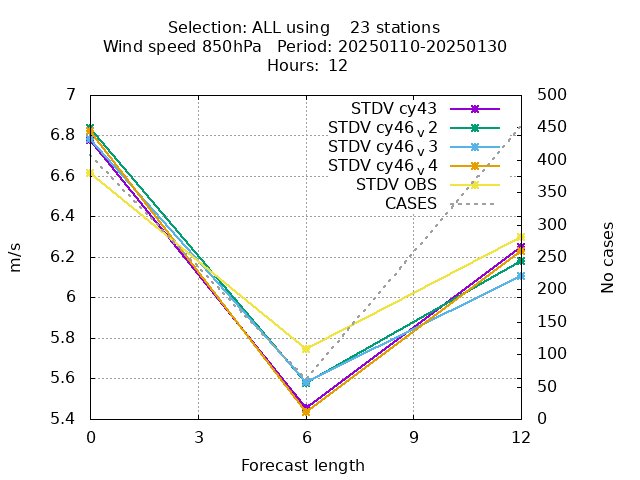 Selection: ALL using    23 stations
Wind speed 850hPa   Period: 20250110-20250130
Hours:  12
7
6.8
6.6
6.4
6.2
6
5.8
5.6
5.4
500
450
400
350
300
250
200
150
100
50
0
STDV cy43
STDV cy46v2
STDV cy46v3
STDV cy46v4
STDV OBS
CASES
m/s
No cases
0 3 6 9 12
Forecast length